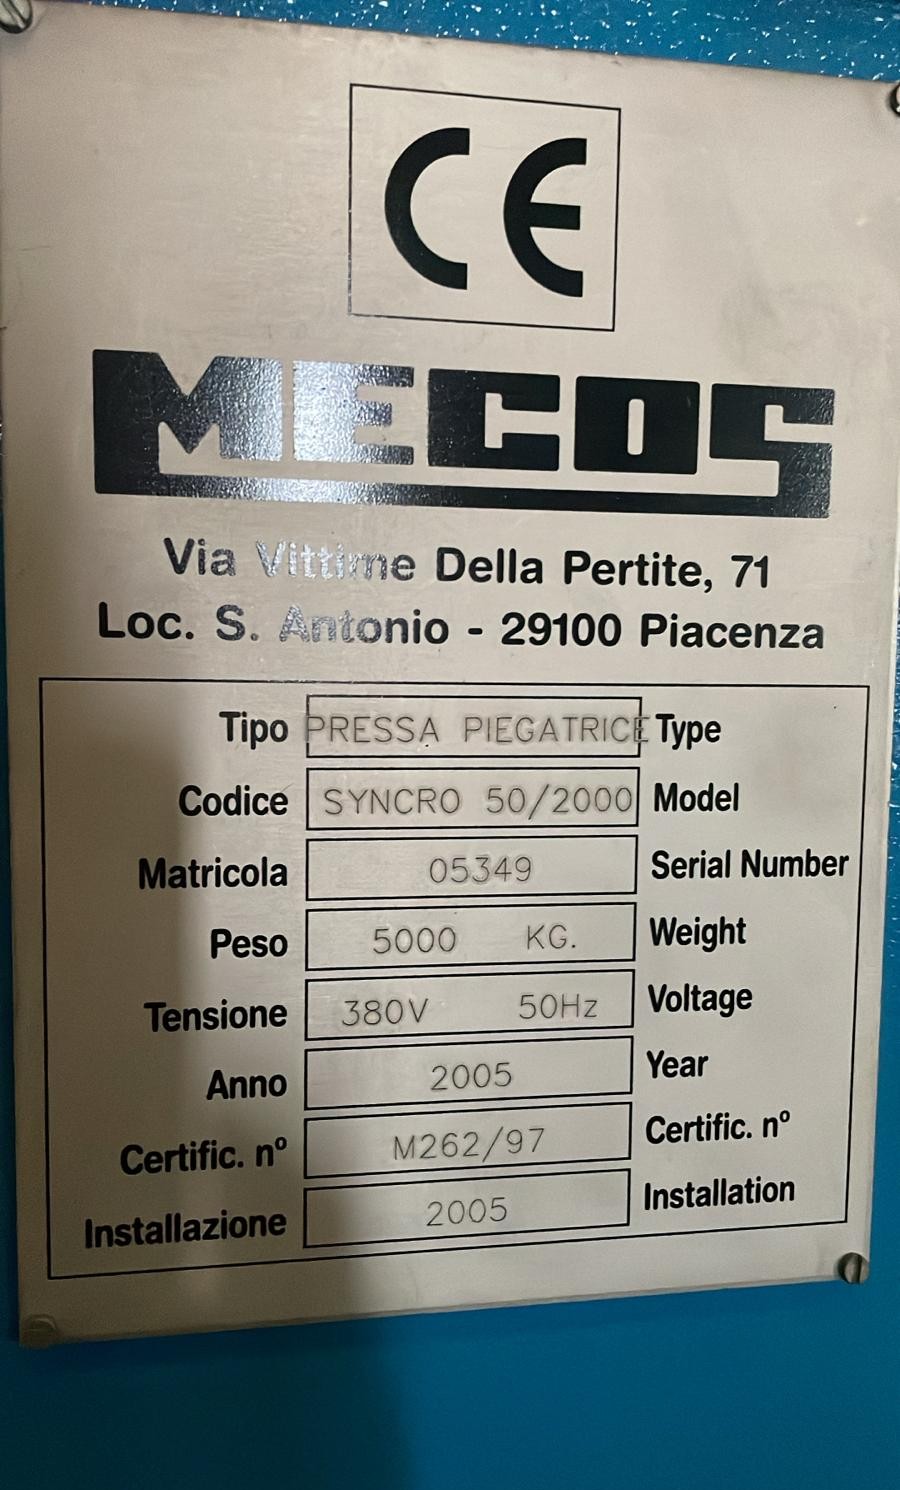 CE
MECOS
Via Vittime Della Pertite, 71
Loc. S. Antonio - 29100 Piacenza
Tipo PRESSA PIEGATRICE Type
Codice SYNCRO 50/2000 Model
Matricola 05349 Serial Number
Peso 5000 KG. Weight
Tensione 380V 50Hz Voltage
Anno 2005 Year
Certific. nº M262/97 Certific. nº
Installazione 2005 Installation